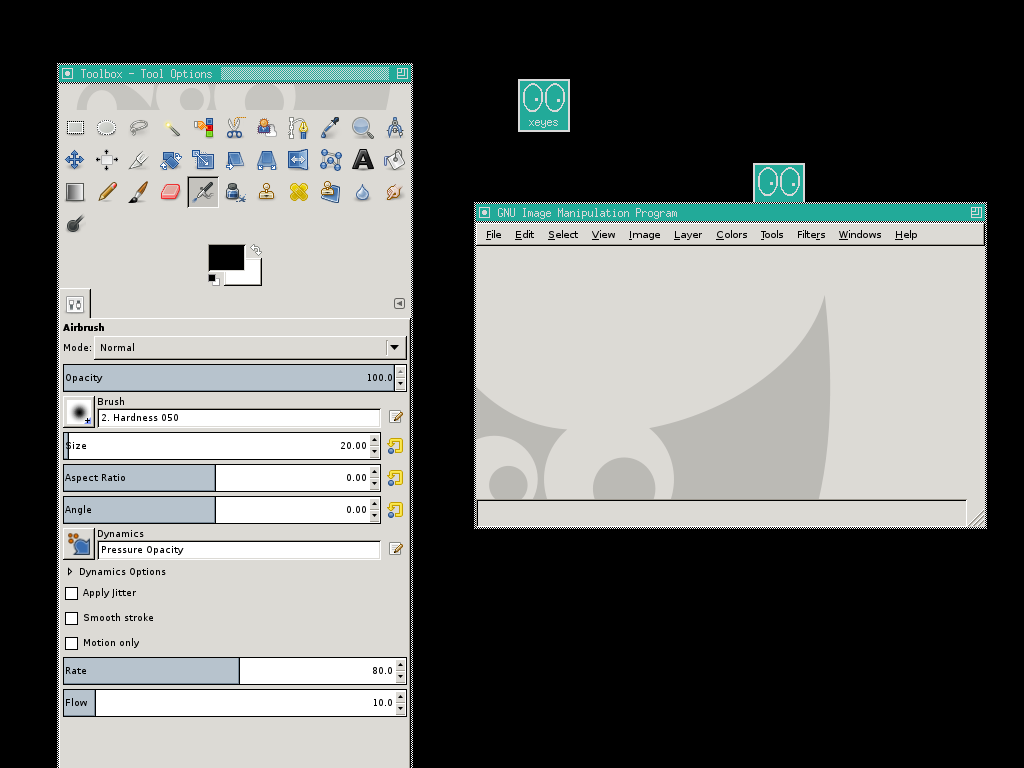 Toolbox - Tool Options
xeyes
GNU Image Manipulation Program
File Edit Select View Image Layer Colors Tools Filters Windows Help
Airbrush
Mode: Normal
Opacity 100.0
Brush
2. Hardness 050
Size 20.00
Aspect Ratio 0.00
Angle 0.00
Dynamics
Pressure Opacity
Dynamics Options
Apply Jitter
Smooth stroke
Motion only
Rate 80.0
Flow 10.0